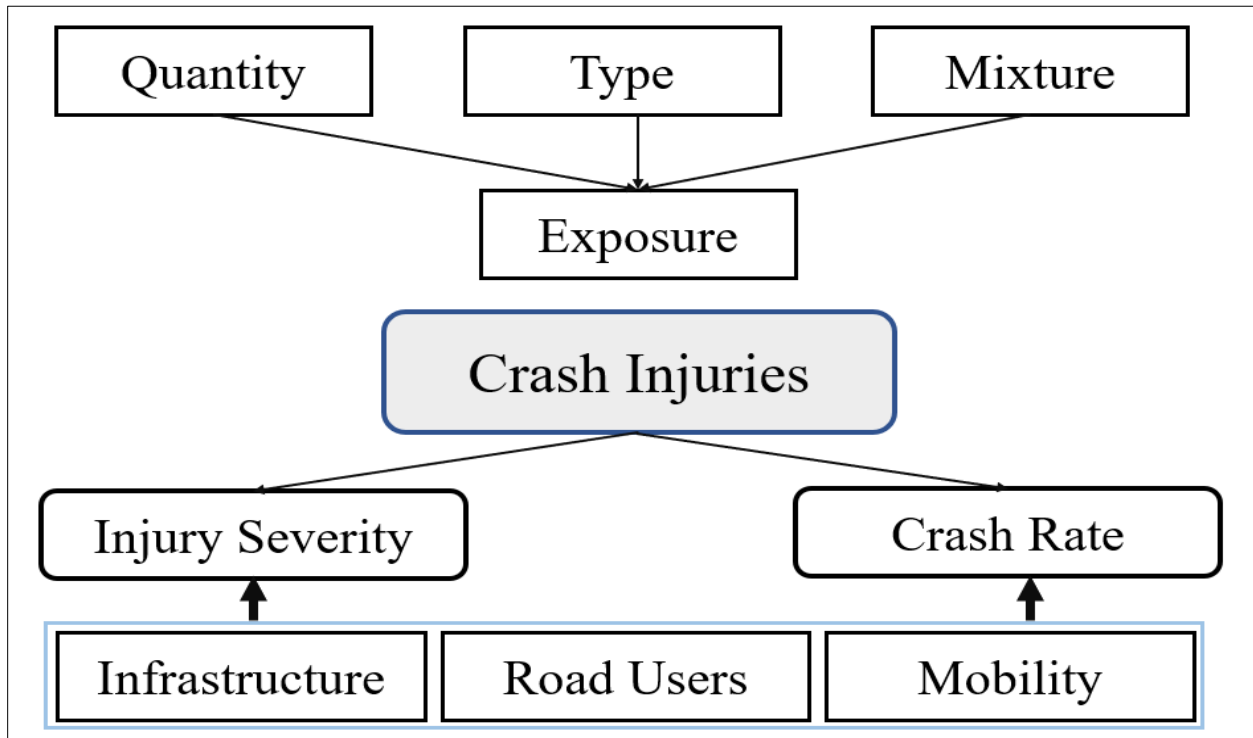 Quantity
Type
Mixture
Exposure
Crash Injuries
Injury Severity
Crash Rate
Infrastructure
Road Users
Mobility